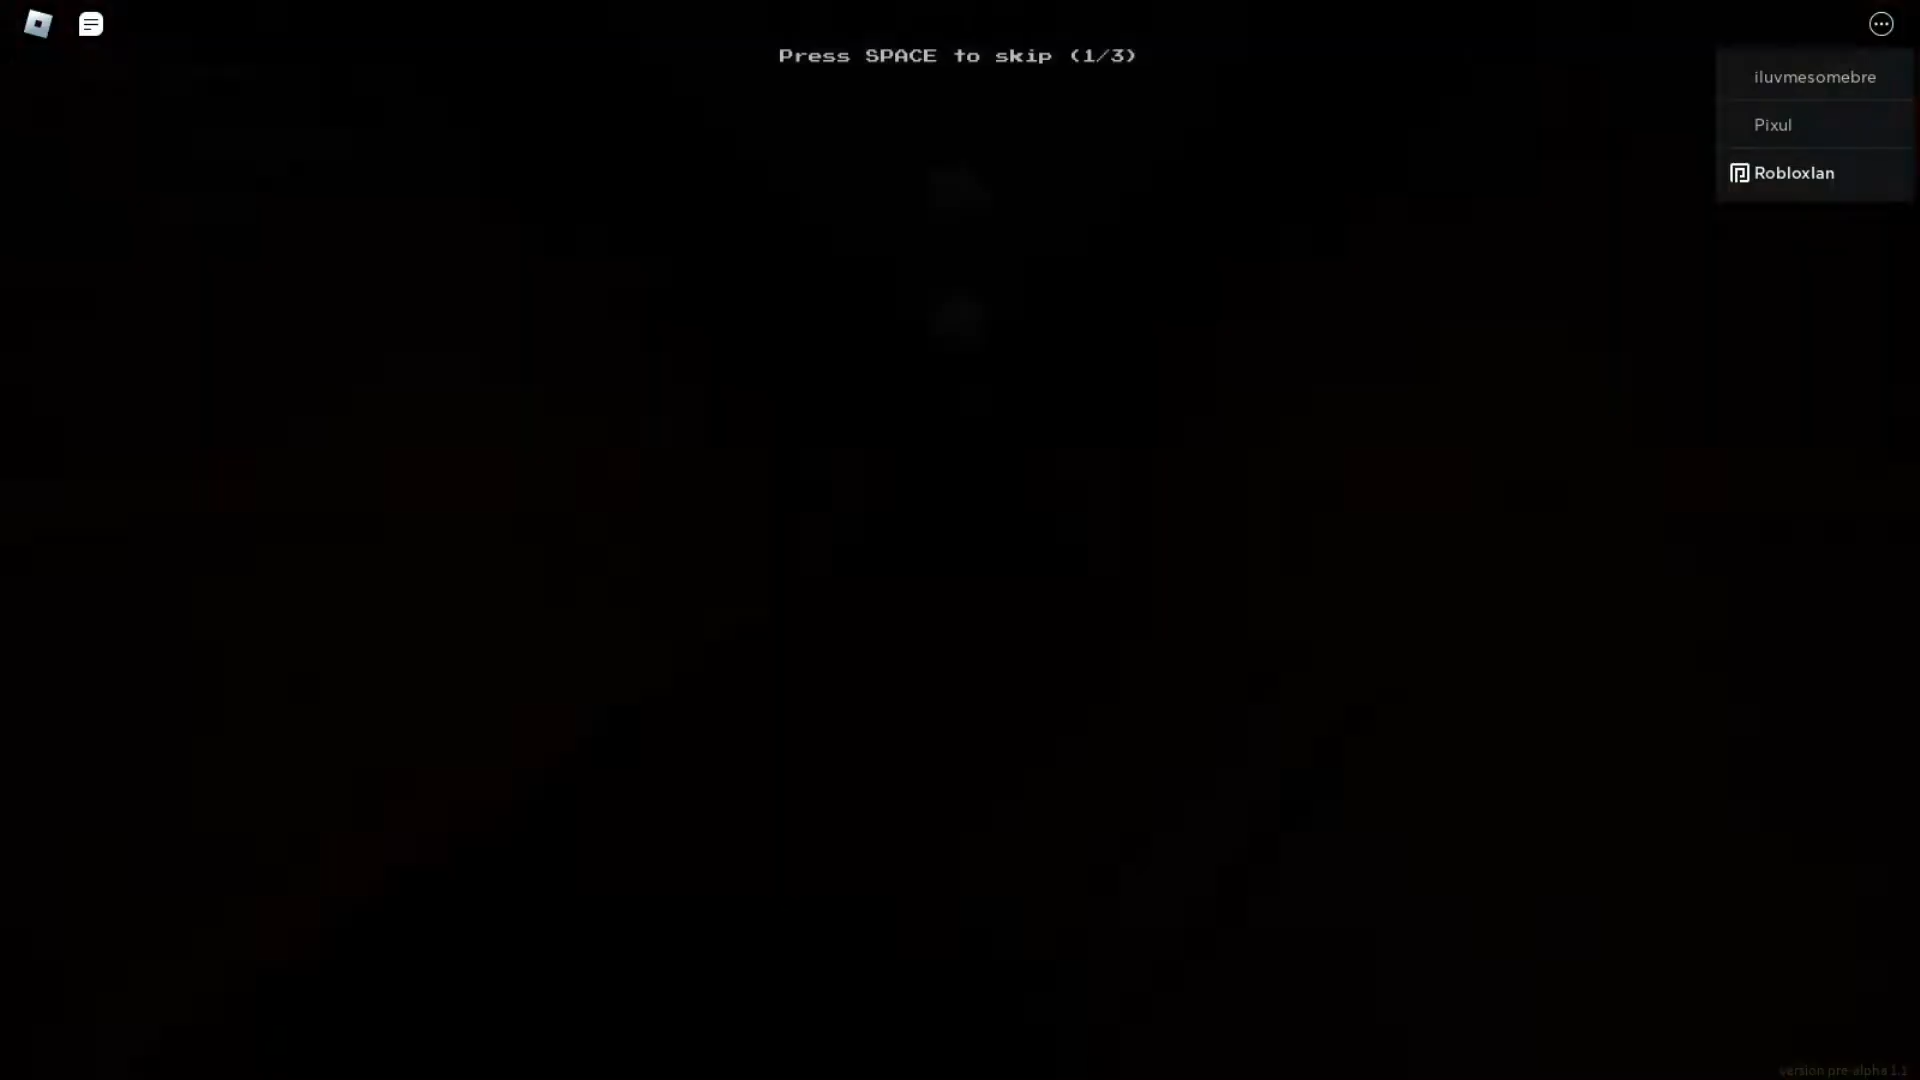 Press SPACE to skip (1/3)
iluvmesomebre
Pixul
Robloxlan
version pre-alpha 1.1